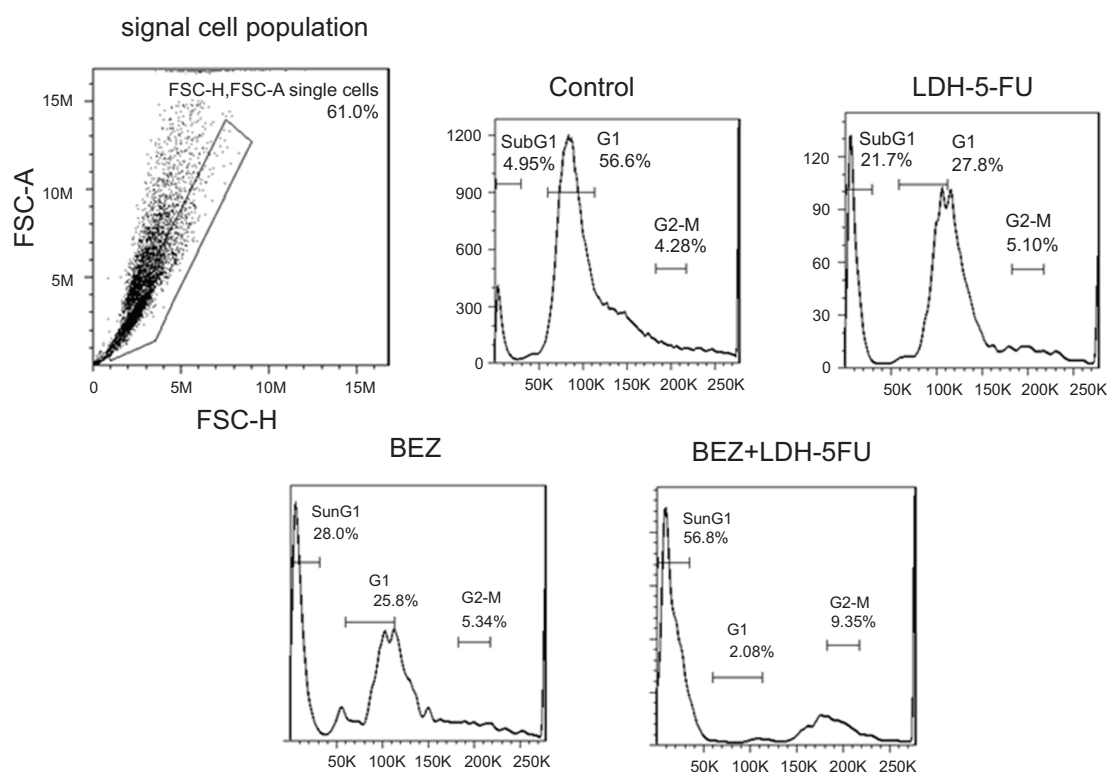 signal cell population
FSC-H,FSC-A single cells
61.0%
15M
10M
5M
0
0
5M
10M
15M
FSC-A
FSC-H
Control
1200
900
600
300
0
SubG1
4.95%
G1
56.6%
G2-M
4.28%
50K 100K 150K 200K 250K
LDH-5-FU
120
90
60
30
0
SubG1
21.7%
G1
27.8%
G2-M
5.10%
50K 100K 150K 200K 250K
BEZ
SunG1
28.0%
G1
25.8%
G2-M
5.34%
50K 100K 150K 200K 250K
BEZ+LDH-5FU
SunG1
56.8%
G1
2.08%
G2-M
9.35%
50K 100K 150K 200K 250K